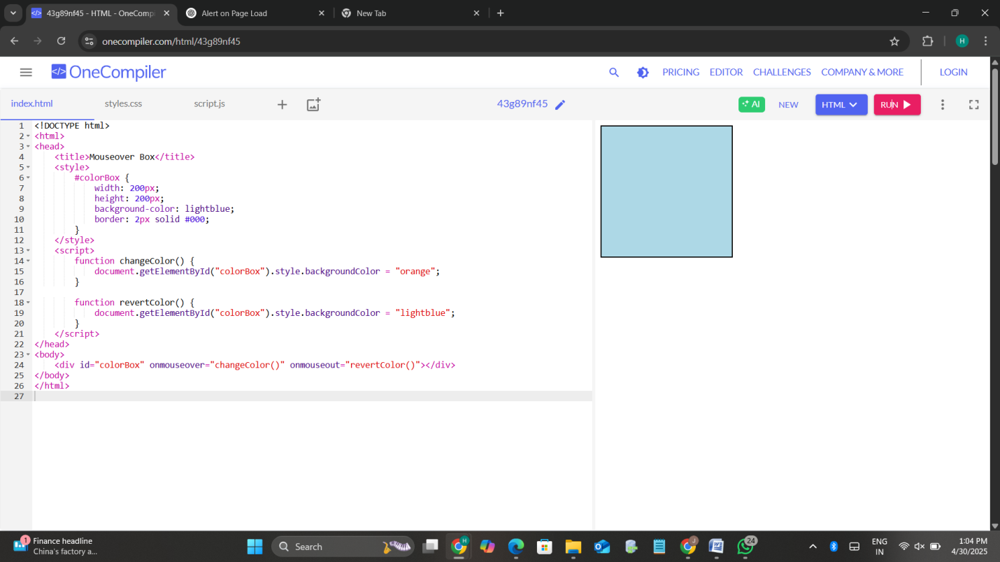 43g89nf45 - HTML - OneComp
Alert on Page Load
New Tab
onecompiler.com/html/43g89nf45
H
</> OneCompiler
PRICING
EDITOR
CHALLENGES
COMPANY & MORE
LOGIN
index.html
styles.css
script.js
43g89nf45
AI
NEW
HTML
RUN
1 <!DOCTYPE html>
2 <html>
3 <head>
4 <title>Mouseover Box</title>
5 <style>
6 #colorBox {
7 width: 200px;
8 height: 200px;
9 background-color: lightblue;
10 border: 2px solid #000;
11 }
12 </style>
13 <script>
14 function changeColor() {
15 document.getElementById("colorBox").style.backgroundColor = "orange";
16 }
17
18 function revertColor() {
19 document.getElementById("colorBox").style.backgroundColor = "lightblue";
20 }
21 </script>
22 </head>
23 <body>
24 <div id="colorBox" onmouseover="changeColor()" onmouseout="revertColor()"></div>
25 </body>
26 </html>
27
1
Finance headline
China's factory a...
Search
H
J
24
ENG
IN
1:04 PM
4/30/2025